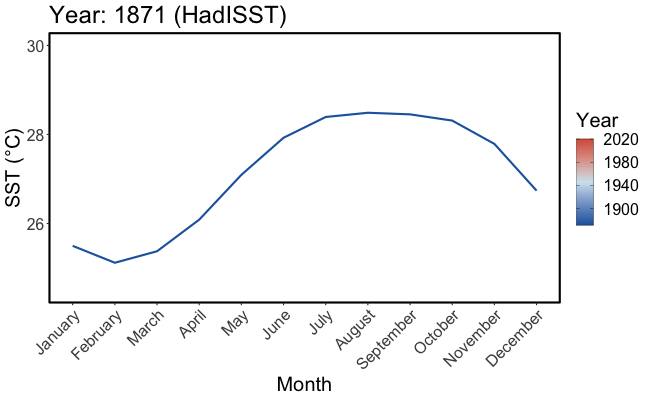 Year: 1871 (HadISST)
30
28
26
SST (°C)
January
February
March
April
May
June
July
August
September
October
November
December
Month
Year
2020
1980
1940
1900